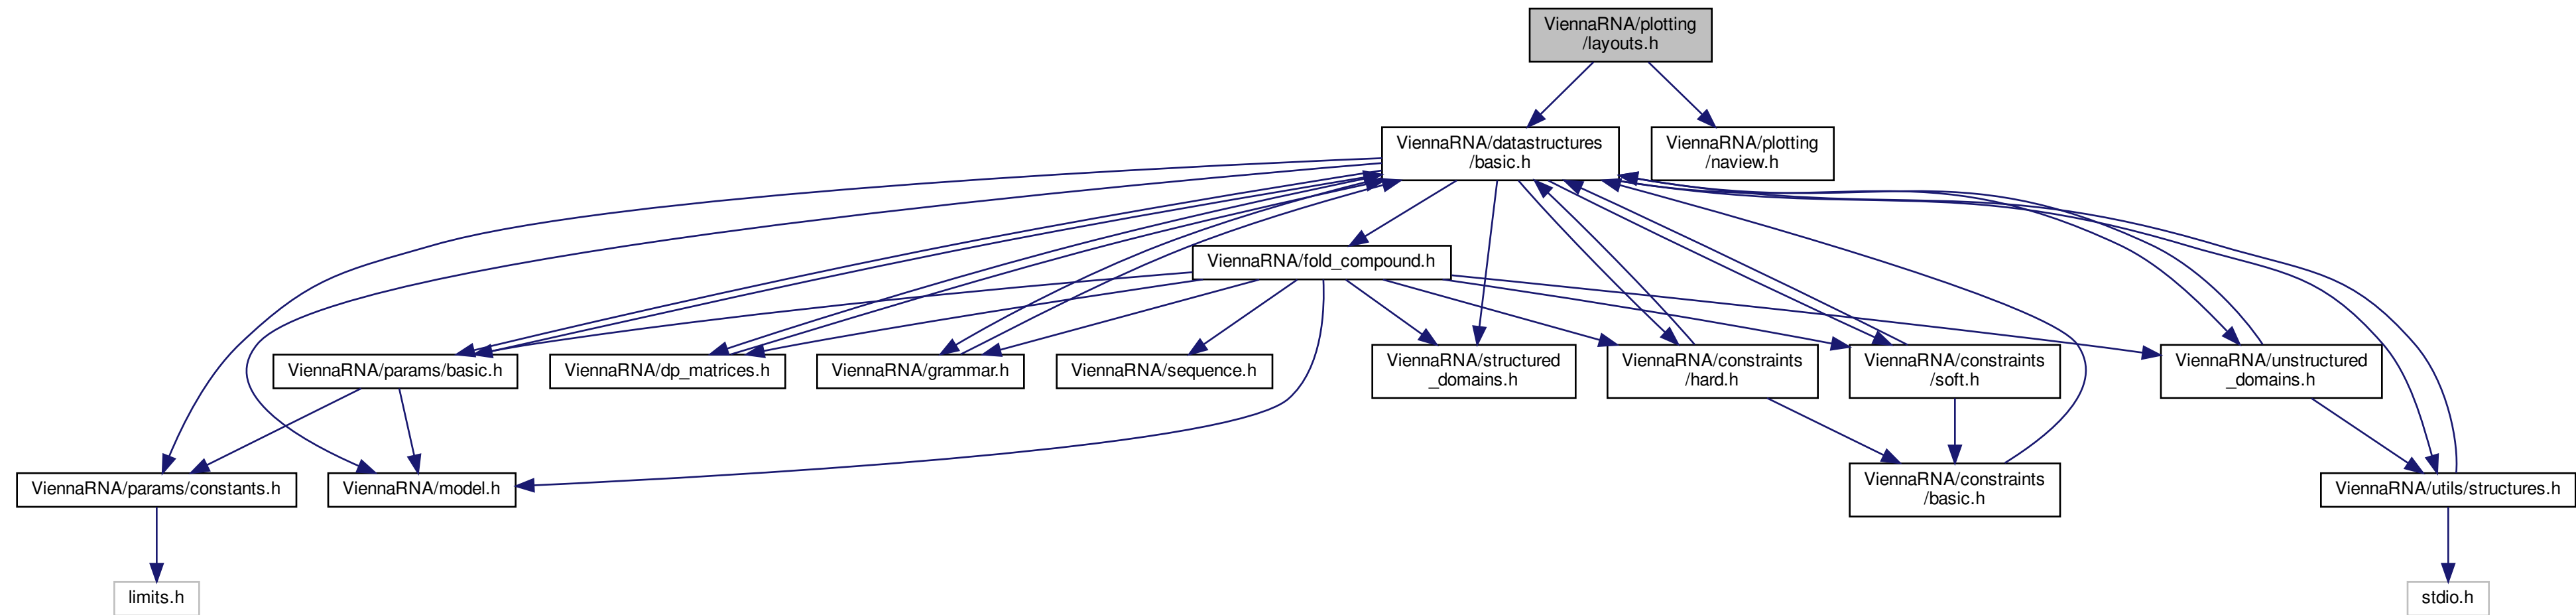 ViennaRNA/plotting
/layouts.h
ViennaRNA/datastructures
/basic.h
ViennaRNA/plotting
/naview.h
ViennaRNA/fold_compound.h
ViennaRNA/params/basic.h
ViennaRNA/dp_matrices.h
ViennaRNA/grammar.h
ViennaRNA/sequence.h
ViennaRNA/structured
_domains.h
ViennaRNA/constraints
/hard.h
ViennaRNA/constraints
/soft.h
ViennaRNA/unstructured
_domains.h
ViennaRNA/params/constants.h
ViennaRNA/model.h
ViennaRNA/constraints
/basic.h
ViennaRNA/utils/structures.h
limits.h
stdio.h